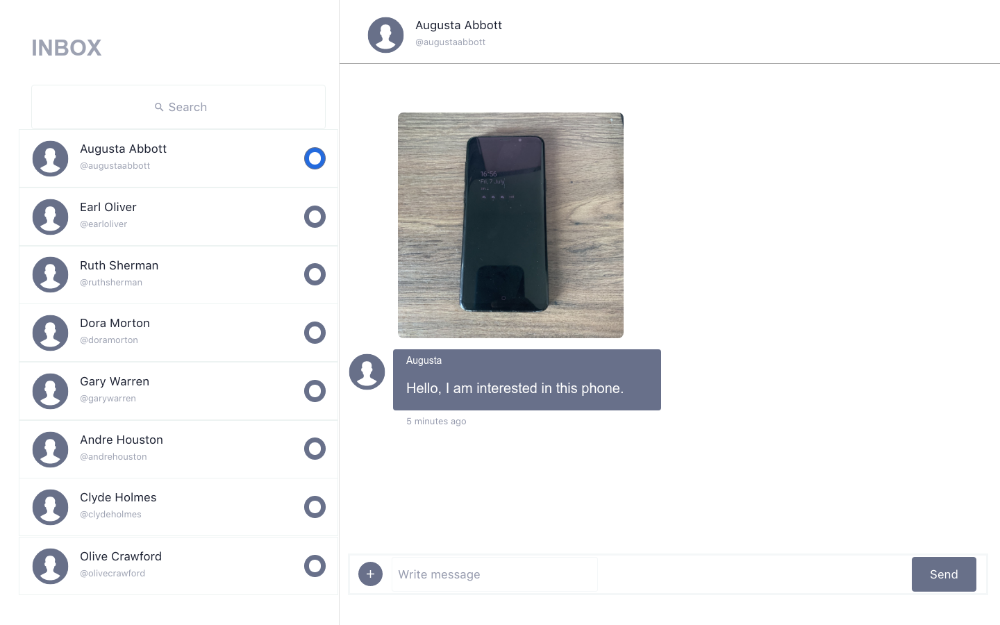 INBOX
Search
Augusta Abbott
@augustaabbott
Earl Oliver
@earloliver
Ruth Sherman
@ruthsherman
Dora Morton
@doramorton
Gary Warren
@garywarren
Andre Houston
@andrehouston
Clyde Holmes
@clydeholmes
Olive Crawford
@olivecrawford
Augusta Abbott
@augustaabbott
16:56
Fri, 7 July
Augusta
Hello, I am interested in this phone.
5 minutes ago
+
Write message
Send